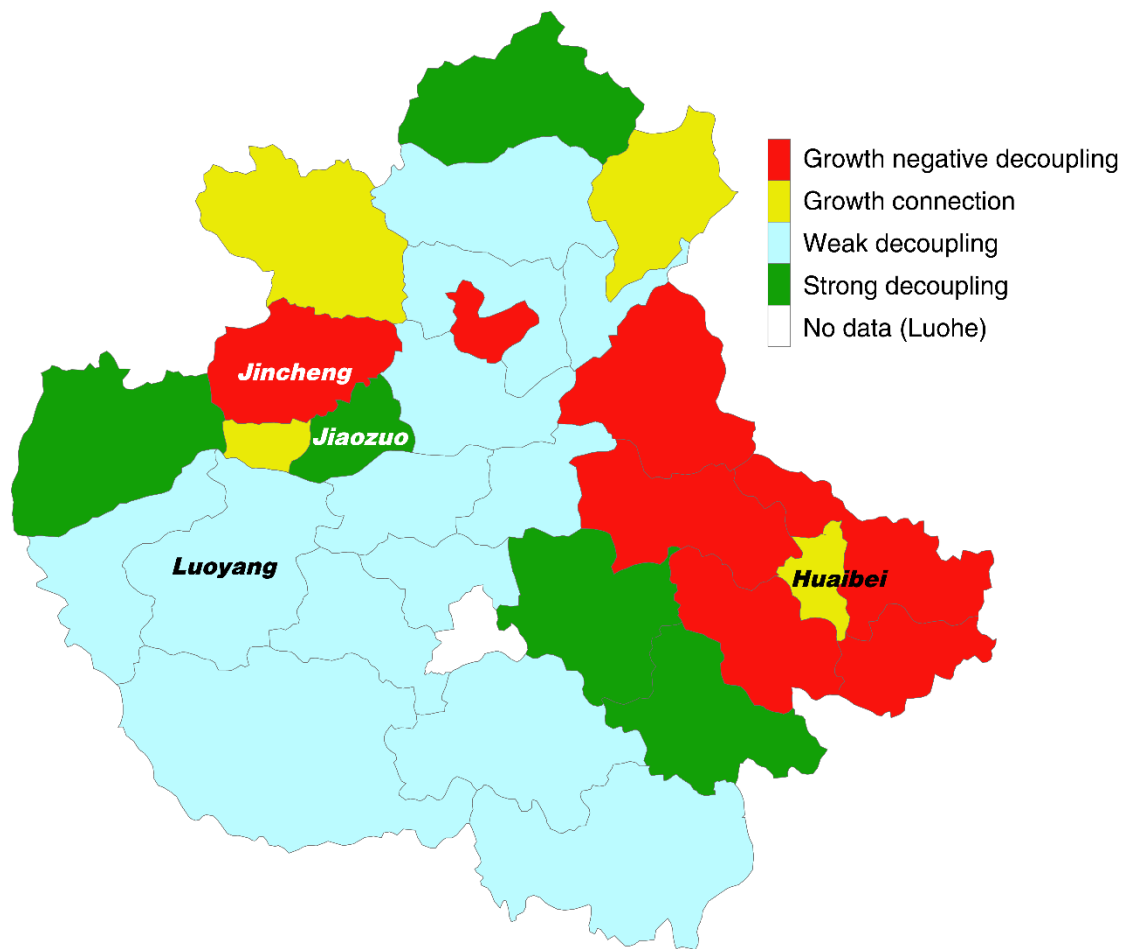 Growth negative decoupling
Growth connection
Weak decoupling
Strong decoupling
No data (Luohe)
Jincheng
Jiaozuo
Luoyang
Huaibei